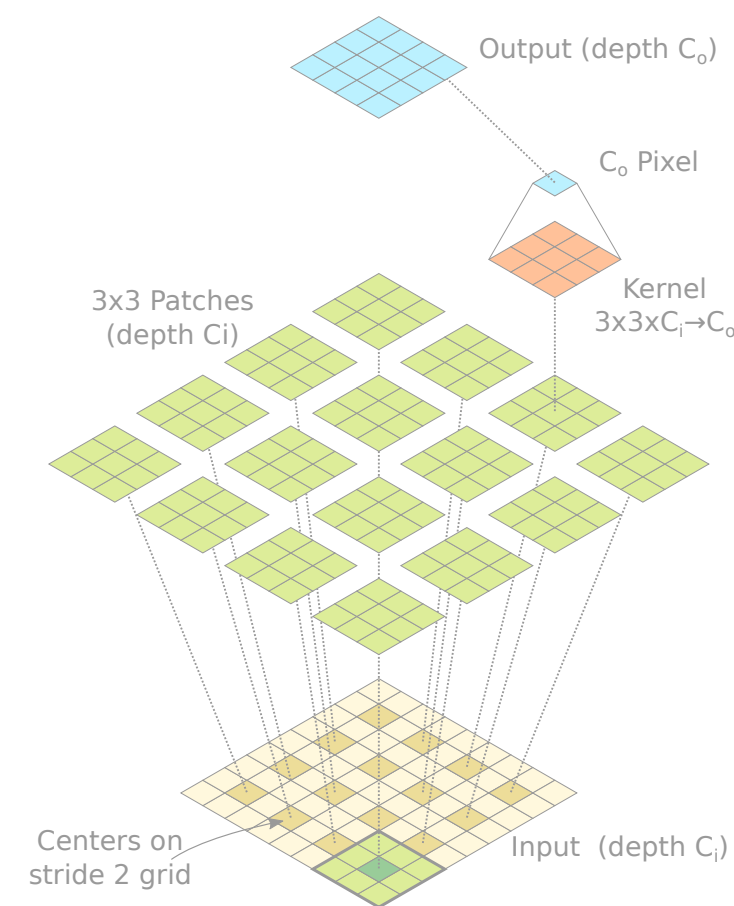 Output (depth Cₒ)
Cₒ Pixel
Kernel
3x3xCᵢ→Cₒ
3x3 Patches
(depth Ci)
Centers on
stride 2 grid
Input (depth Cᵢ)